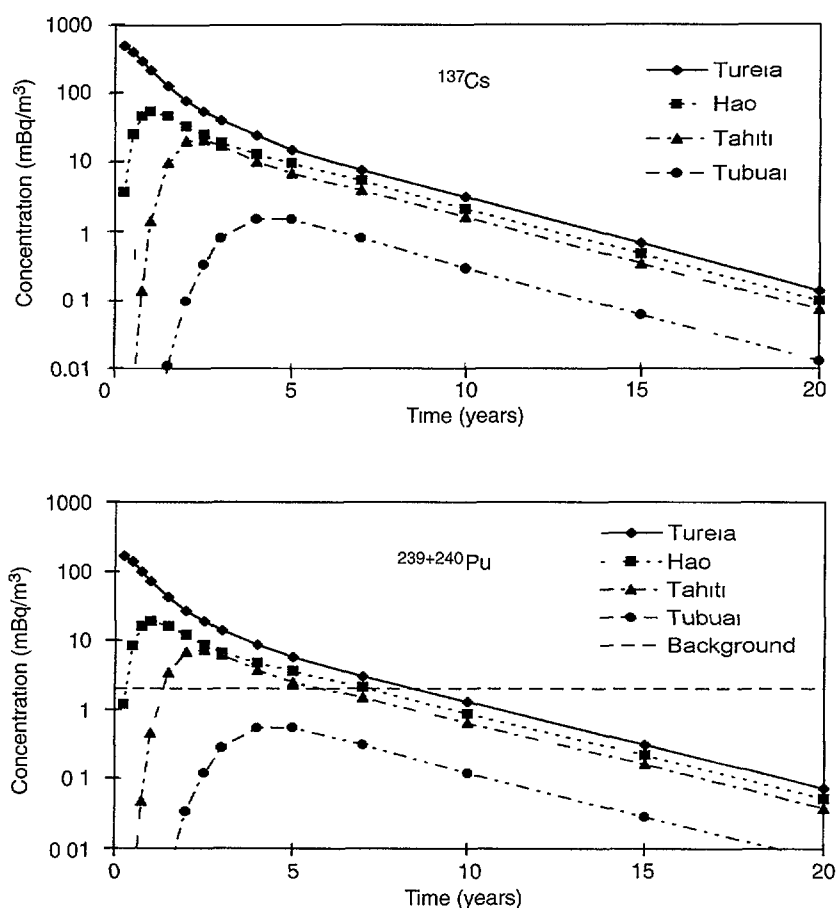 1000
100
10
1
0.1
0.01
Concentration (mBq/m³)
¹³⁷Cs
Tureia
Hao
Tahiti
Tubuai
0 5 10 15 20
Time (years)
1000
100
10
1
0 1
0 01
Concentration (mBq/m³)
²³⁹⁺²⁴⁰Pu
Tureia
Hao
Tahiti
Tubuai
Background
0 5 10 15 20
Time (years)